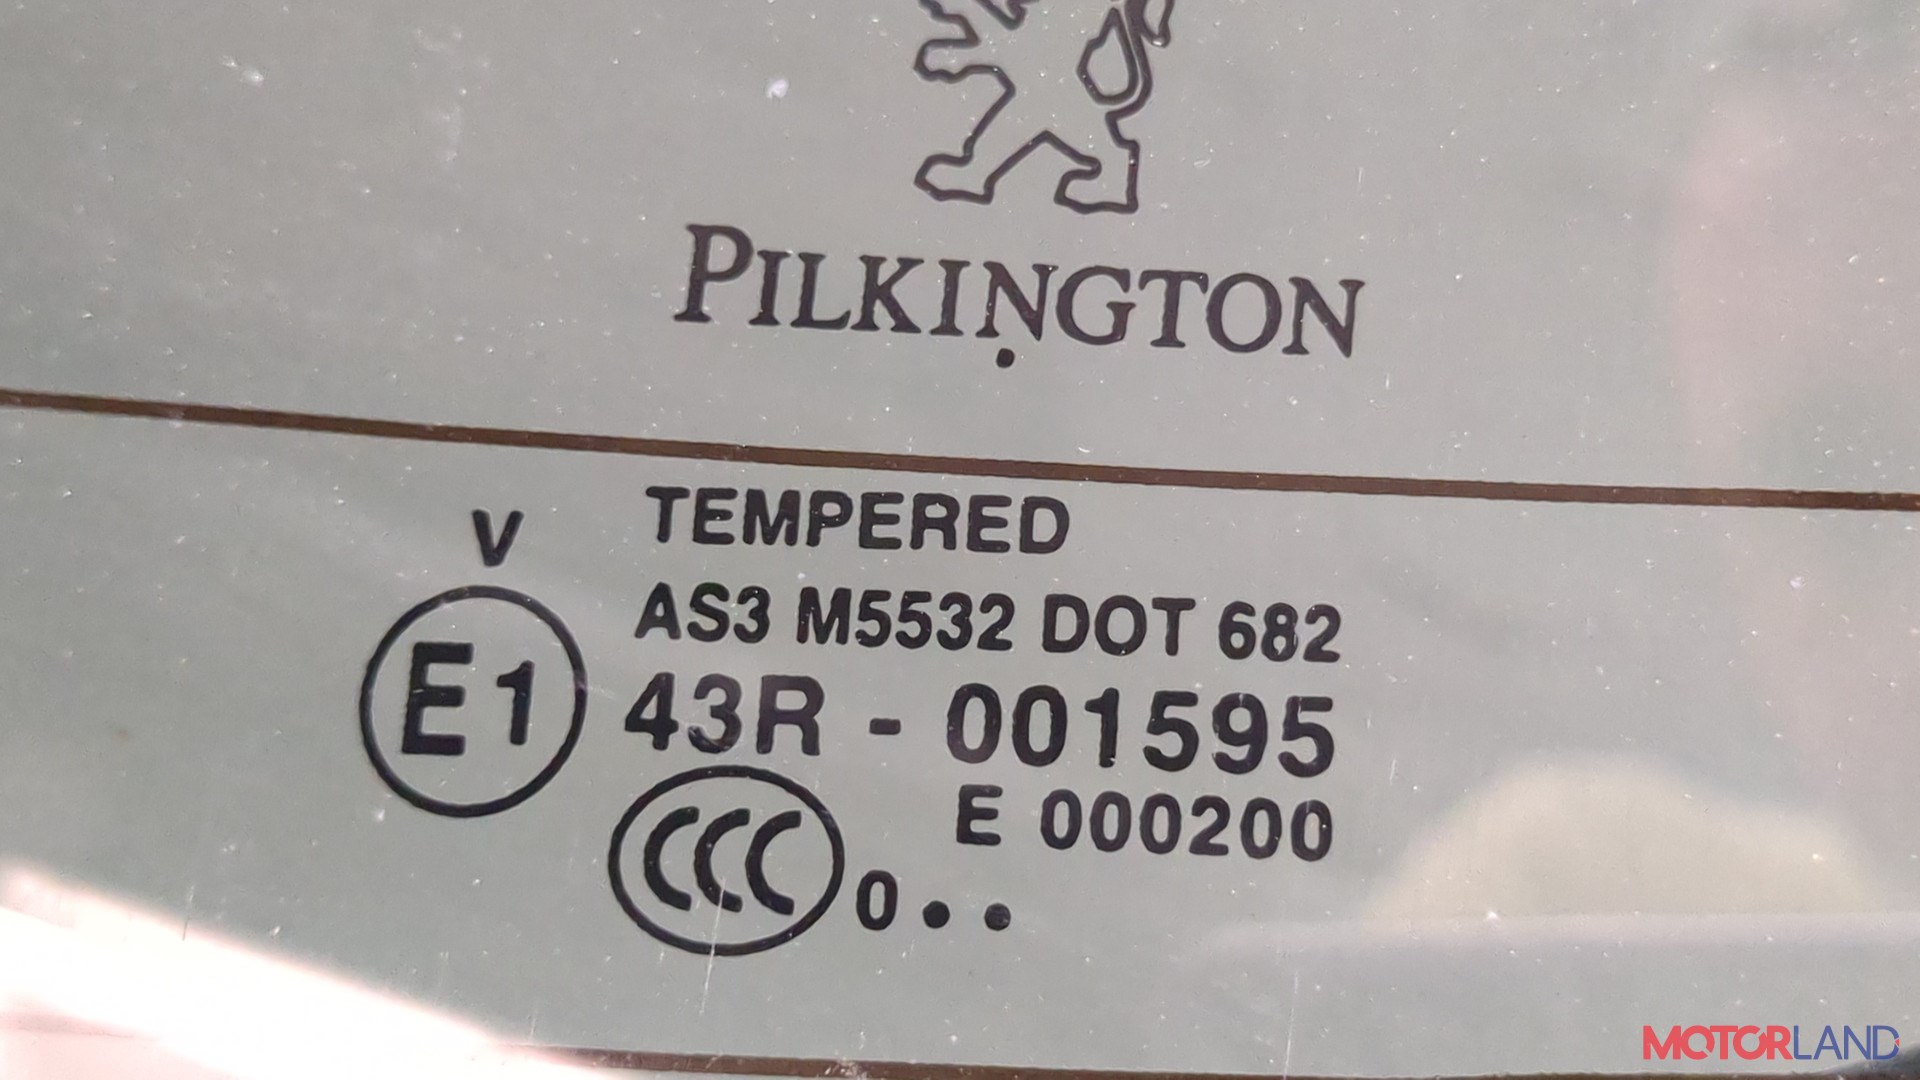 PILKINGTON
V TEMPERED
AS3 M5532 DOT 682
E1 43R - 001595
E 000200
CCC 0 • •
MOTORLAND